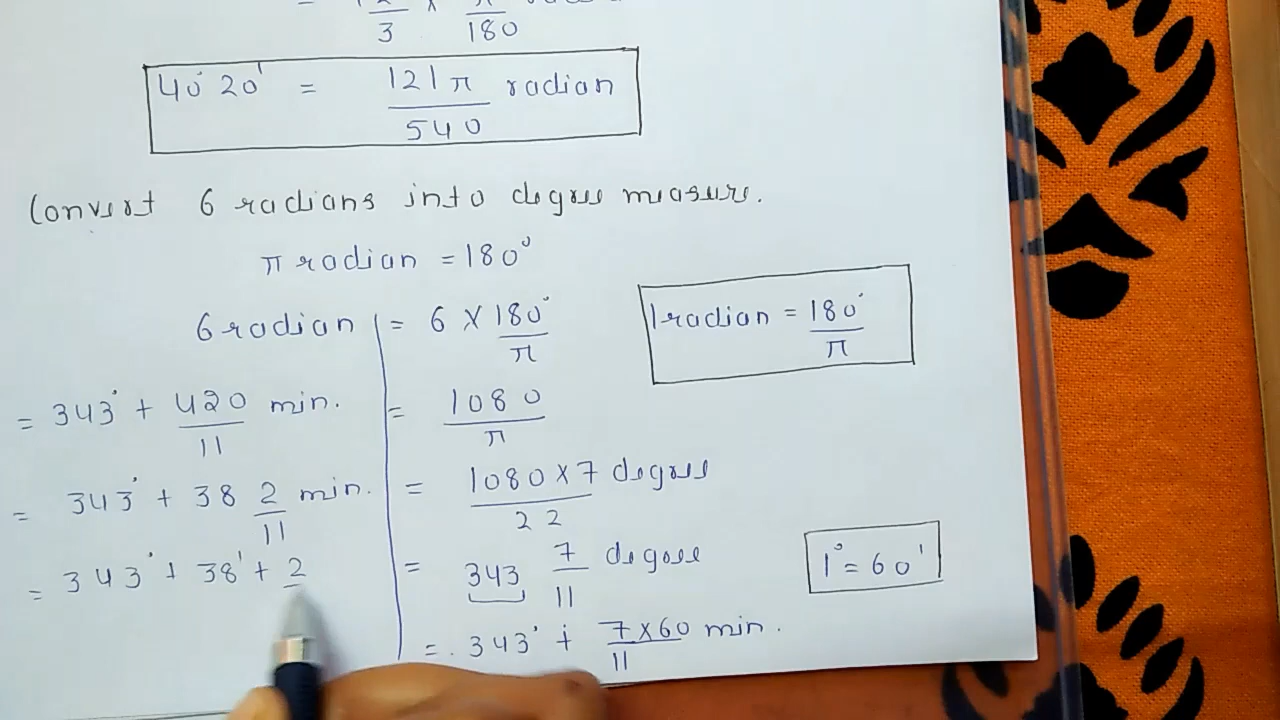 3 180
40° 20' = 121π/540 radian
Convert 6 radians into degree measure.
π radian = 180°
6 radian = 6 × 180°/π
1 radian = 180°/π
= 1080/π
= 1080×7/22 degree
= 343 7/11 degree
1° = 60'
= 343° + 7×60/11 min.
= 343° + 420/11 min.
= 343° + 38 2/11 min.
= 343° + 38' + 2